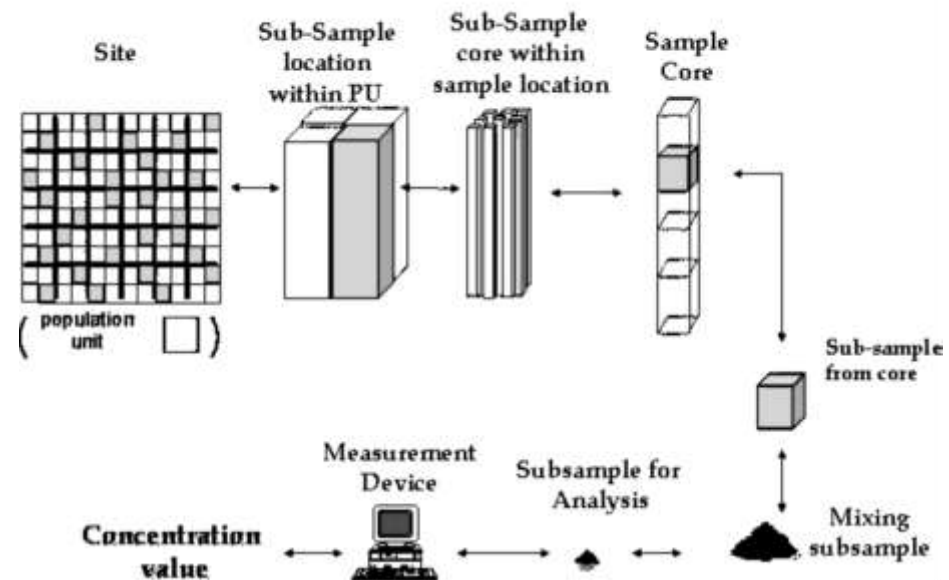 Site
Sub-Sample
location
within PU
Sub-Sample
core within
sample location
Sample
Core
( population
unit )
Sub-sample
from core
Measurement
Device
Subsample for
Analysis
Mixing
subsample
Concentration
value